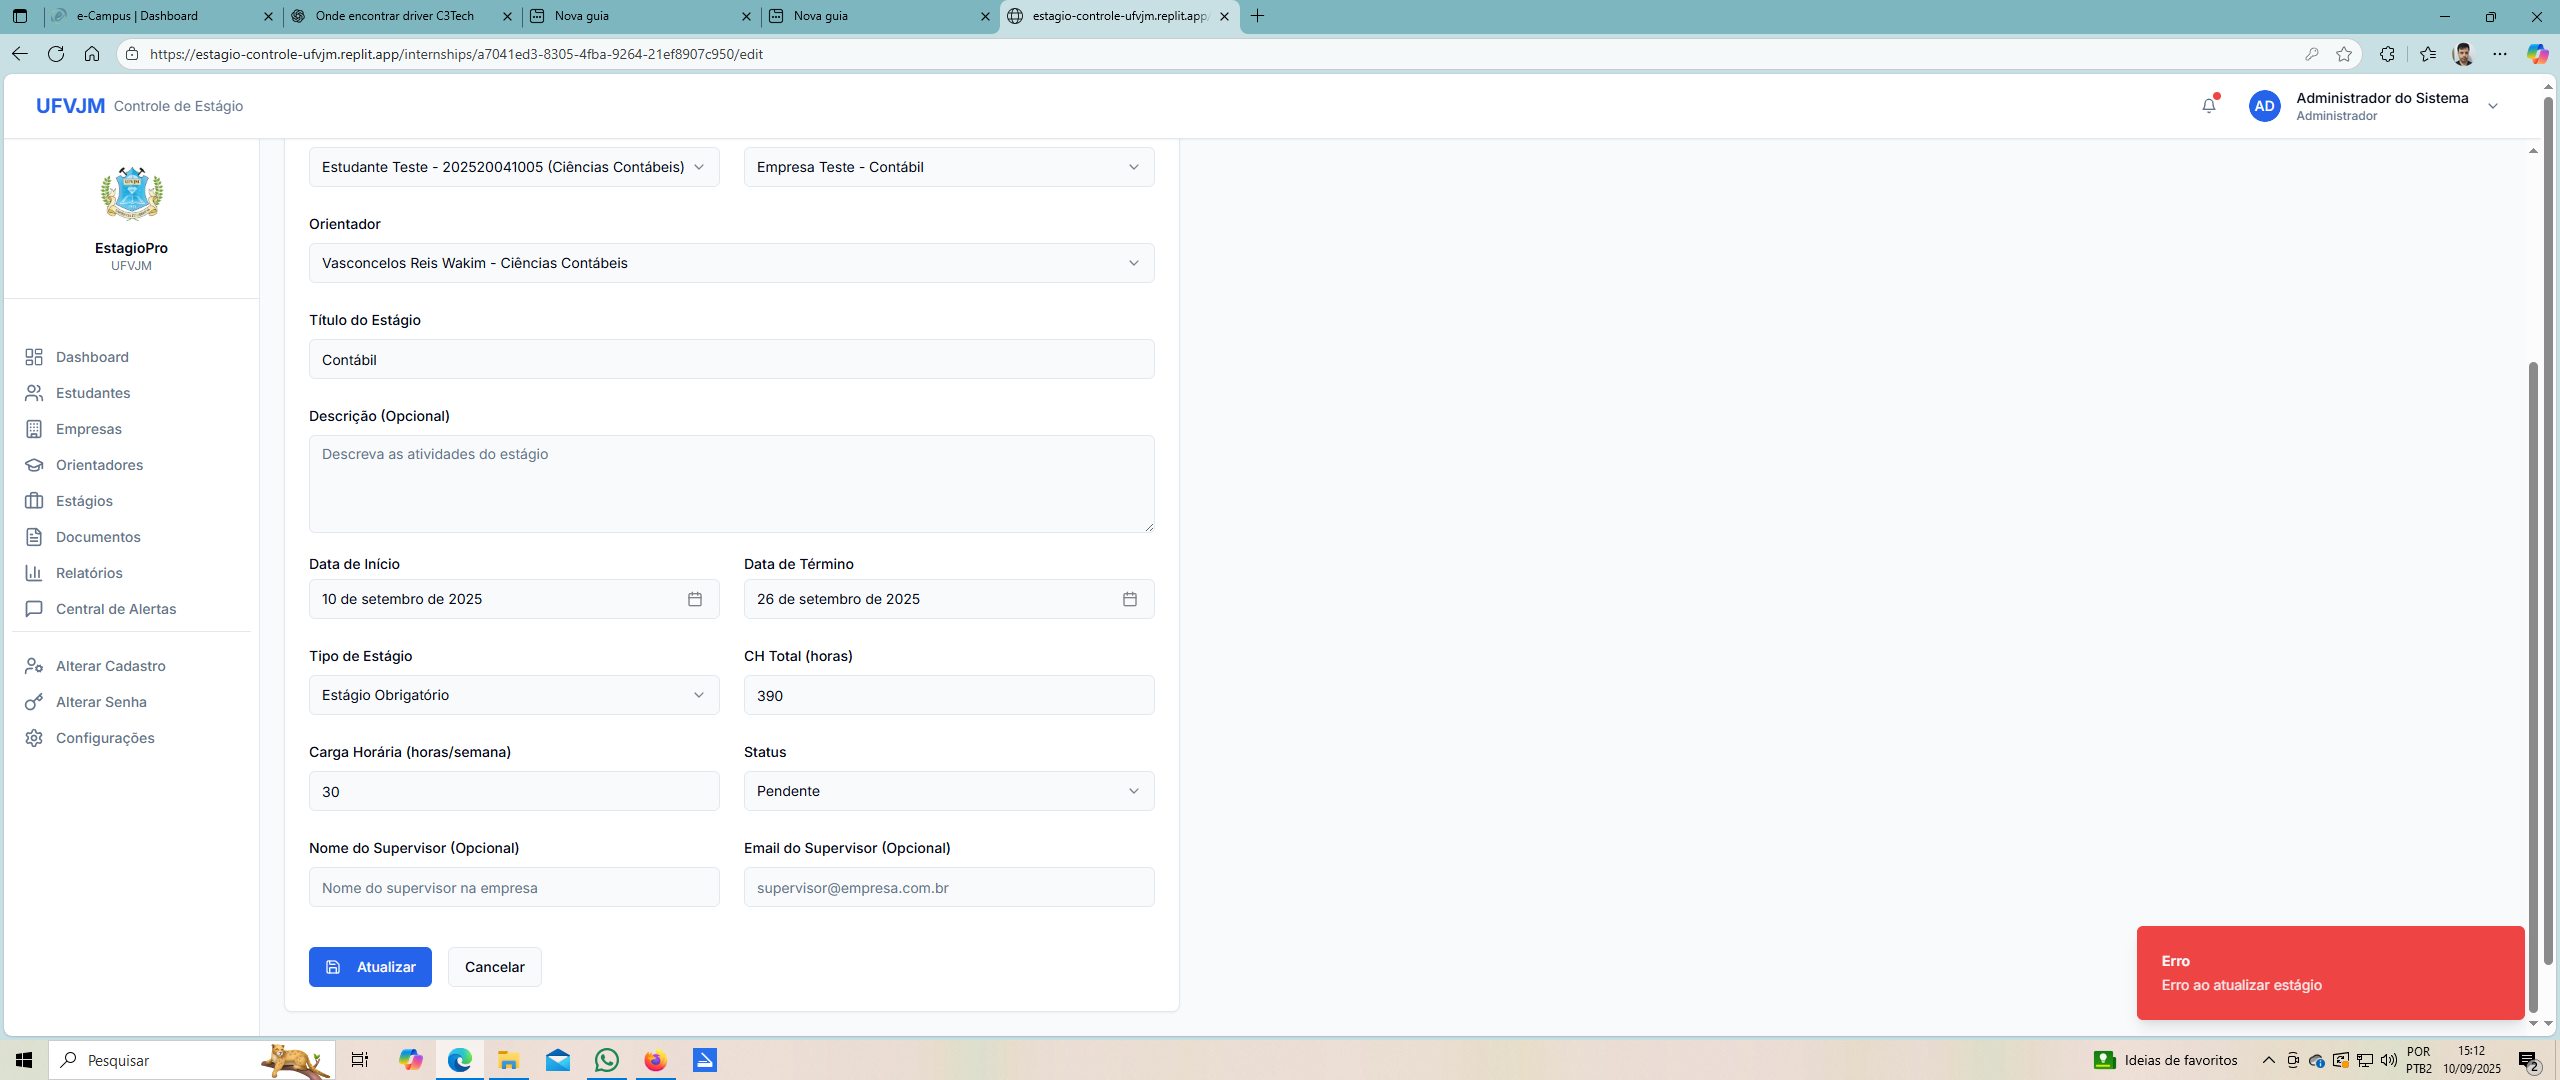 e-Campus | Dashboard
Onde encontrar driver C3Tech
Nova guia
Nova guia
estagio-controle-ufvjm.replit.app/
https://estagio-controle-ufvjm.replit.app/internships/a7041ed3-8305-4fba-9264-21ef8907c950/edit
UFVJM Controle de Estágio
AD
Administrador do Sistema
Administrador
EstagioPro
UFVJM
Dashboard
Estudantes
Empresas
Orientadores
Estágios
Documentos
Relatórios
Central de Alertas
Alterar Cadastro
Alterar Senha
Configurações
Estudante Teste - 202520041005 (Ciências Contábeis)
Empresa Teste - Contábil
Orientador
Vasconcelos Reis Wakim - Ciências Contábeis
Título do Estágio
Contábil
Descrição (Opcional)
Descreva as atividades do estágio
Data de Início
Data de Término
10 de setembro de 2025
26 de setembro de 2025
Tipo de Estágio
CH Total (horas)
Estágio Obrigatório
390
Carga Horária (horas/semana)
Status
30
Pendente
Nome do Supervisor (Opcional)
Email do Supervisor (Opcional)
Nome do supervisor na empresa
supervisor@empresa.com.br
Atualizar
Cancelar
Erro
Erro ao atualizar estágio
Pesquisar
Ideias de favoritos
POR
PTB2
15:12
10/09/2025
2